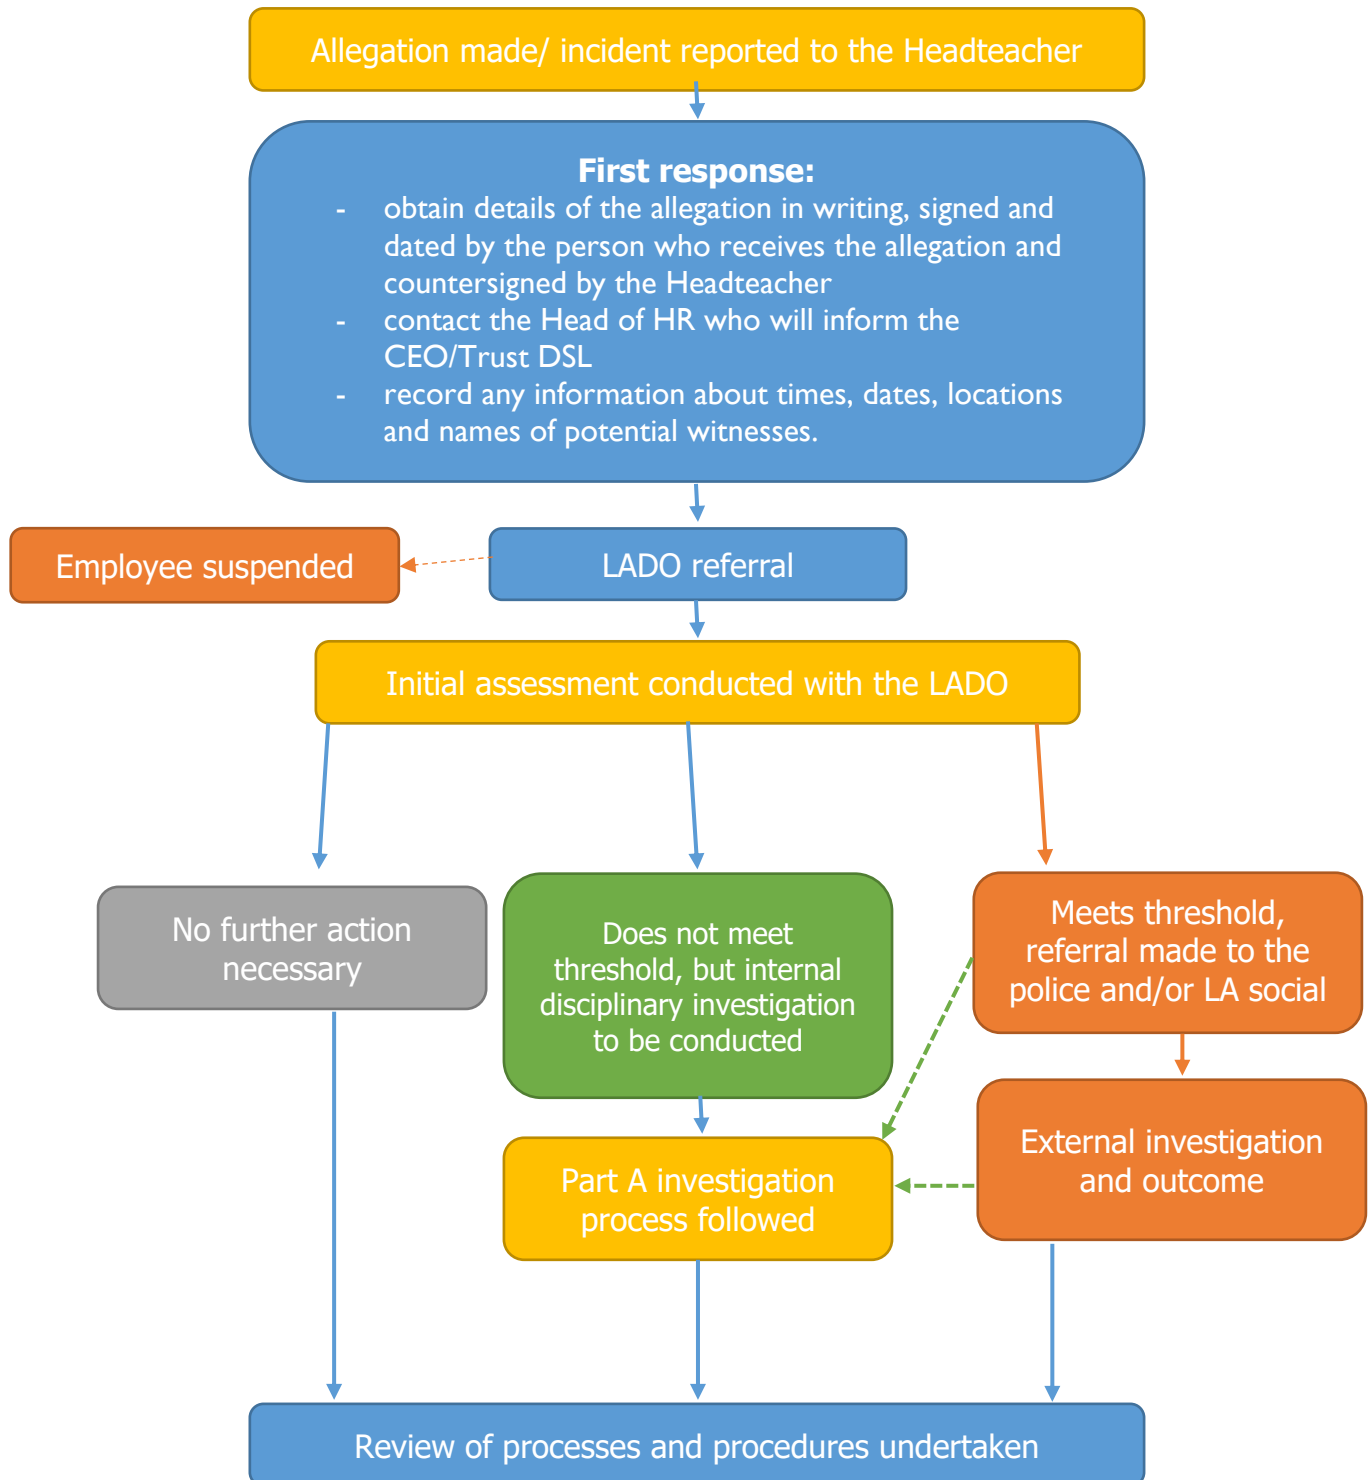 Allegation made/ incident reported to the Headteacher
First response:
- obtain details of the allegation in writing, signed and
dated by the person who receives the allegation and
countersigned by the Headteacher
- contact the Head of HR who will inform the
CEO/Trust DSL
- record any information about times, dates, locations
and names of potential witnesses.
Employee suspended
LADO referral
Initial assessment conducted with the LADO
No further action
necessary
Does not meet
threshold, but internal
disciplinary investigation
to be conducted
Meets threshold,
referral made to the
police and/or LA social
Part A investigation
process followed
External investigation
and outcome
Review of processes and procedures undertaken